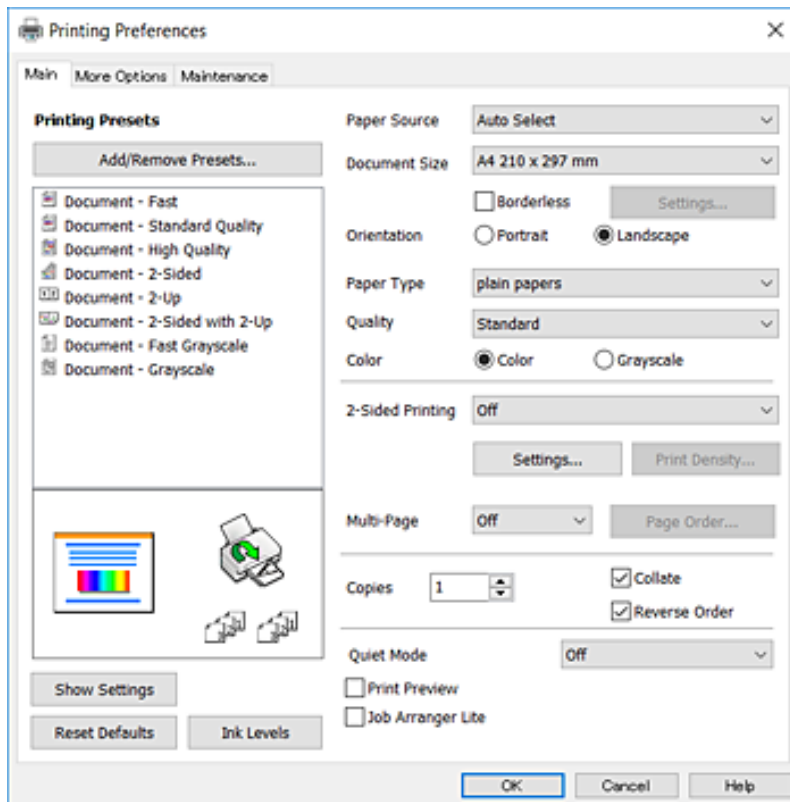 Printing Preferences
Main More Options Maintenance
Printing Presets
Add/Remove Presets...
Document - Fast
Document - Standard Quality
Document - High Quality
Document - 2-Sided
Document - 2-Up
Document - 2-Sided with 2-Up
Document - Fast Grayscale
Document - Grayscale
Show Settings
Reset Defaults Ink Levels
Paper Source Auto Select
Document Size A4 210 x 297 mm
Borderless Settings...
Orientation Portrait Landscape
Paper Type plain papers
Quality Standard
Color Color Grayscale
2-Sided Printing Off
Settings... Print Density...
Multi-Page Off Page Order...
Copies 1 Collate
Reverse Order
Quiet Mode Off
Print Preview
Job Arranger Lite
OK Cancel Help